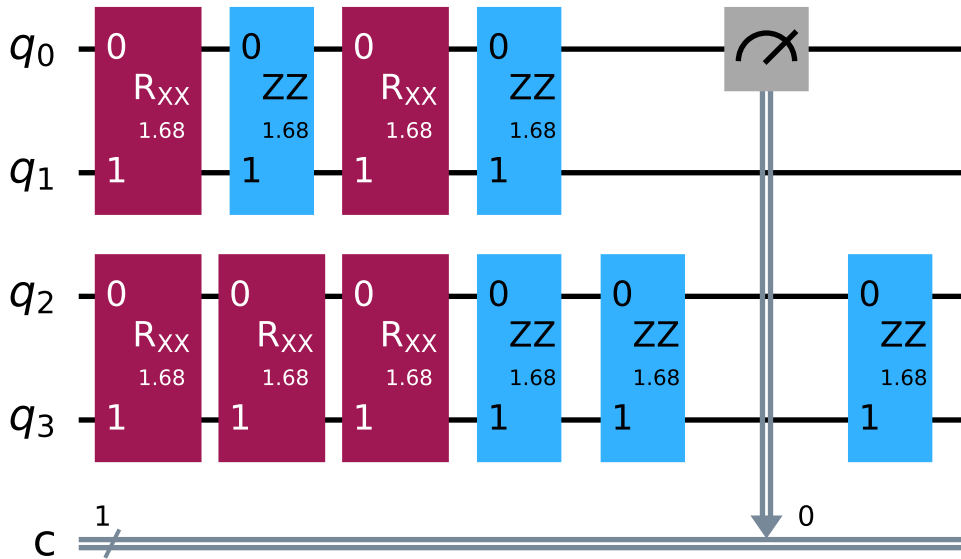 q0 0 0 0 0
RXX ZZ RXX ZZ
1.68 1.68 1.68 1.68
q1 1 1 1 1
q2 0 0 0 0 0 0
RXX RXX RXX ZZ ZZ ZZ
1.68 1.68 1.68 1.68 1.68 1.68
q3 1 1 1 1 1 1
1 0
c